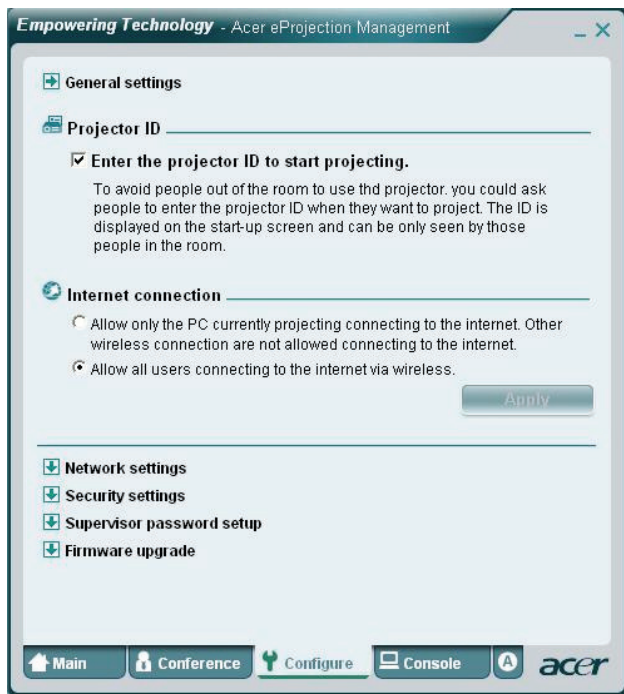 Empowering Technology - Acer eProjection Management
General settings
Projector ID
Enter the projector ID to start projecting.
To avoid people out of the room to use thd projector. you could ask
people to enter the projector ID when they want to project. The ID is
displayed on the start-up screen and can be only seen by those
people in the room.
Internet connection
Allow only the PC currently projecting connecting to the internet. Other
wireless connection are not allowed connecting to the internet.
Allow all users connecting to the internet via wireless.
Apply
Network settings
Security settings
Supervisor password setup
Firmware upgrade
Main Conference Configure Console A acer